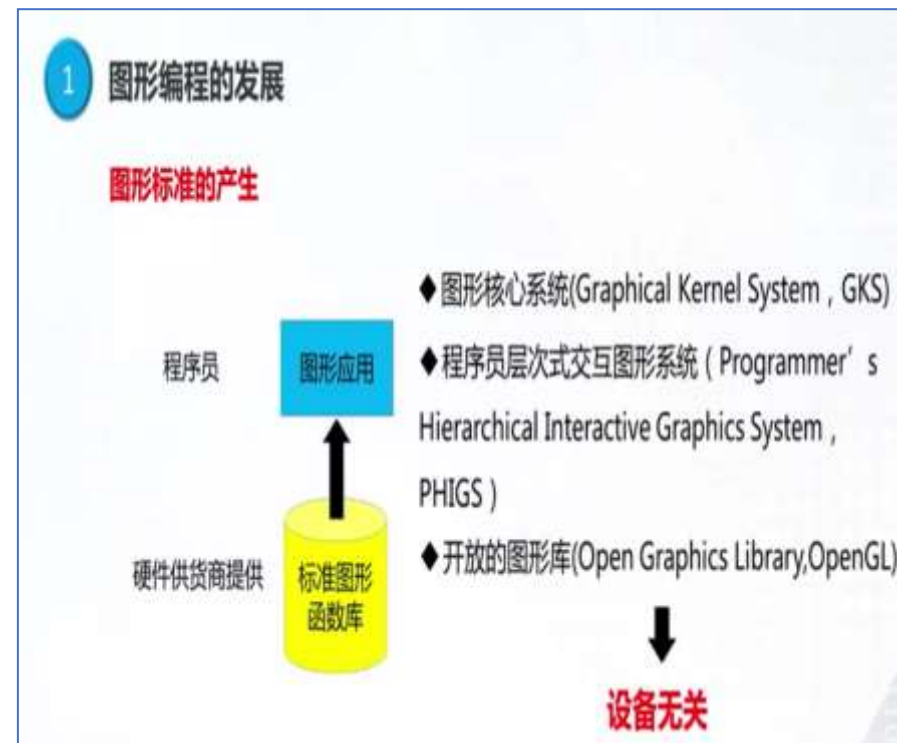 1 图形编程的发展
图形标准的产生
程序员
图形应用
硬件供货商提供
标准图形
函数库
◆图形核心系统(Graphical Kernel System，GKS)
◆程序员层次式交互图形系统（Programmer’s
Hierarchical Interactive Graphics System，
PHIGS）
◆开放的图形库(Open Graphics Library,OpenGL)
设备无关